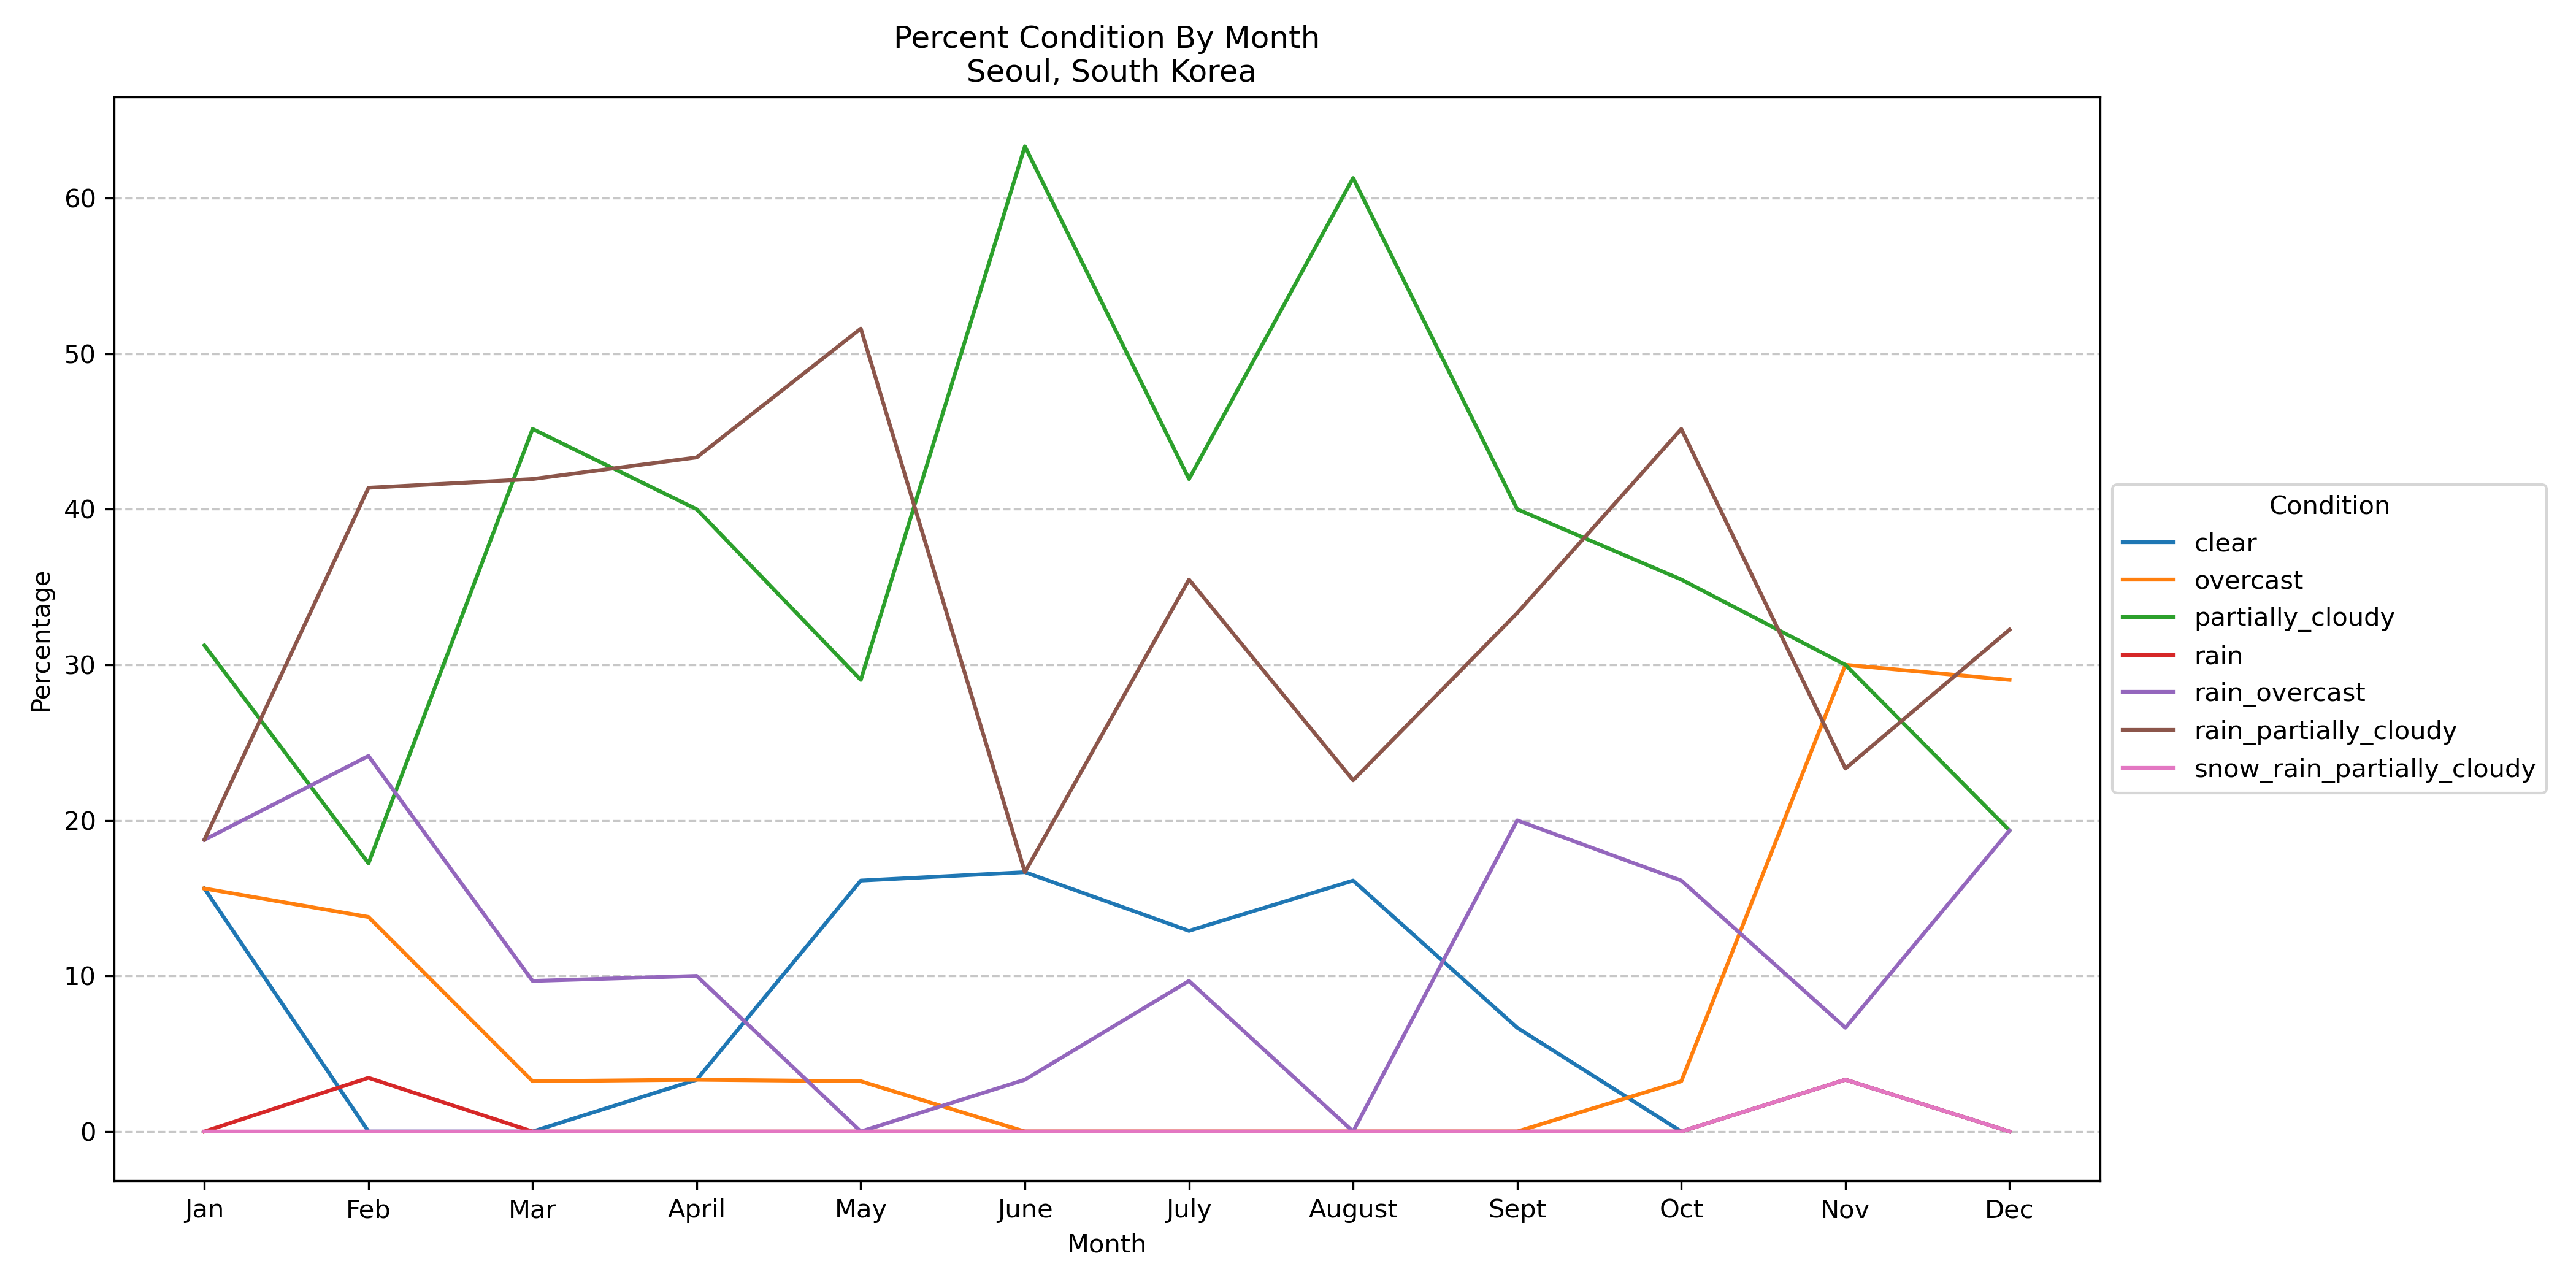 Percent Condition By Month
Seoul, South Korea
Percentage
60
50
40
30
20
10
0
Jan Feb Mar April May June July August Sept Oct Nov Dec
Month
Condition
clear
overcast
partially_cloudy
rain
rain_overcast
rain_partially_cloudy
snow_rain_partially_cloudy